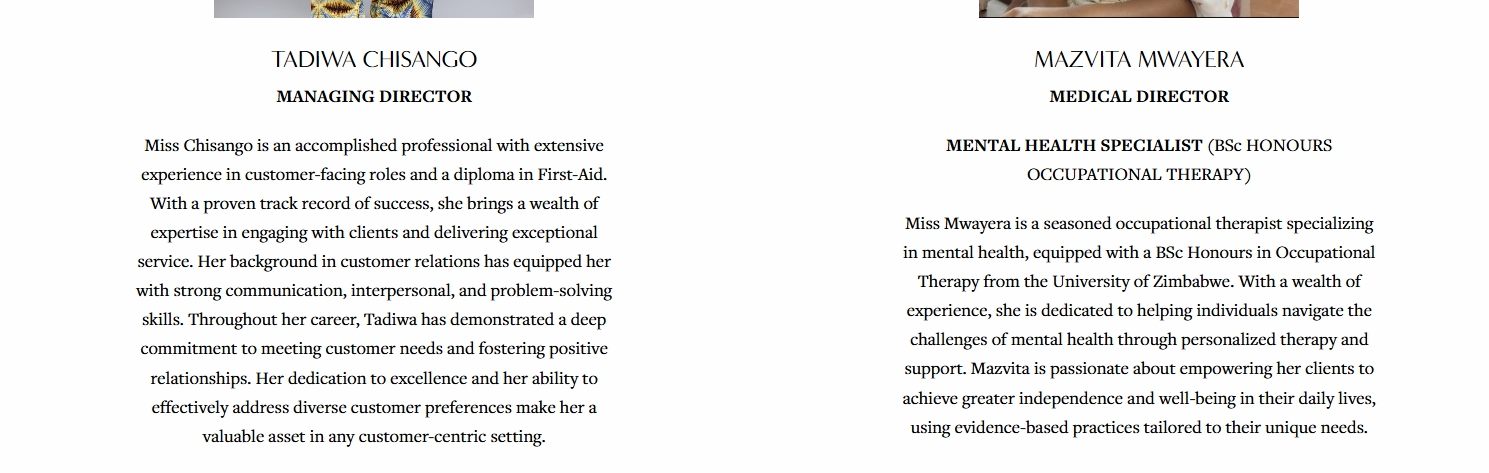 TADIWA CHISANGO
MANAGING DIRECTOR
Miss Chisango is an accomplished professional with extensive
experience in customer-facing roles and a diploma in First-Aid.
With a proven track record of success, she brings a wealth of
expertise in engaging with clients and delivering exceptional
service. Her background in customer relations has equipped her
with strong communication, interpersonal, and problem-solving
skills. Throughout her career, Tadiwa has demonstrated a deep
commitment to meeting customer needs and fostering positive
relationships. Her dedication to excellence and her ability to
effectively address diverse customer preferences make her a
valuable asset in any customer-centric setting.
MAZVITA MWAYERA
MEDICAL DIRECTOR
MENTAL HEALTH SPECIALIST (BSc HONOURS
OCCUPATIONAL THERAPY)
Miss Mwayera is a seasoned occupational therapist specializing
in mental health, equipped with a BSc Honours in Occupational
Therapy from the University of Zimbabwe. With a wealth of
experience, she is dedicated to helping individuals navigate the
challenges of mental health through personalized therapy and
support. Mazvita is passionate about empowering her clients to
achieve greater independence and well-being in their daily lives,
using evidence-based practices tailored to their unique needs.